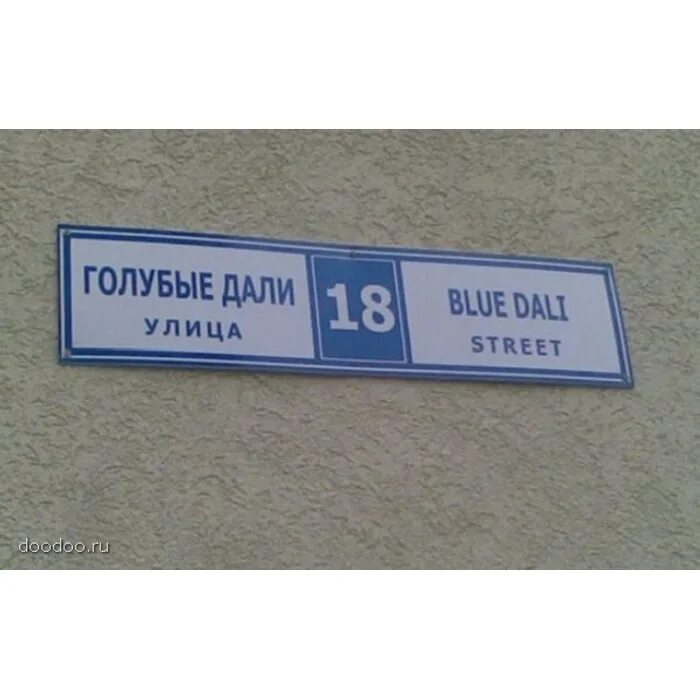 ГОЛУБЫЕ ДАЛИ
УЛИЦА
18
BLUE DALI
STREET
doodoo.ru